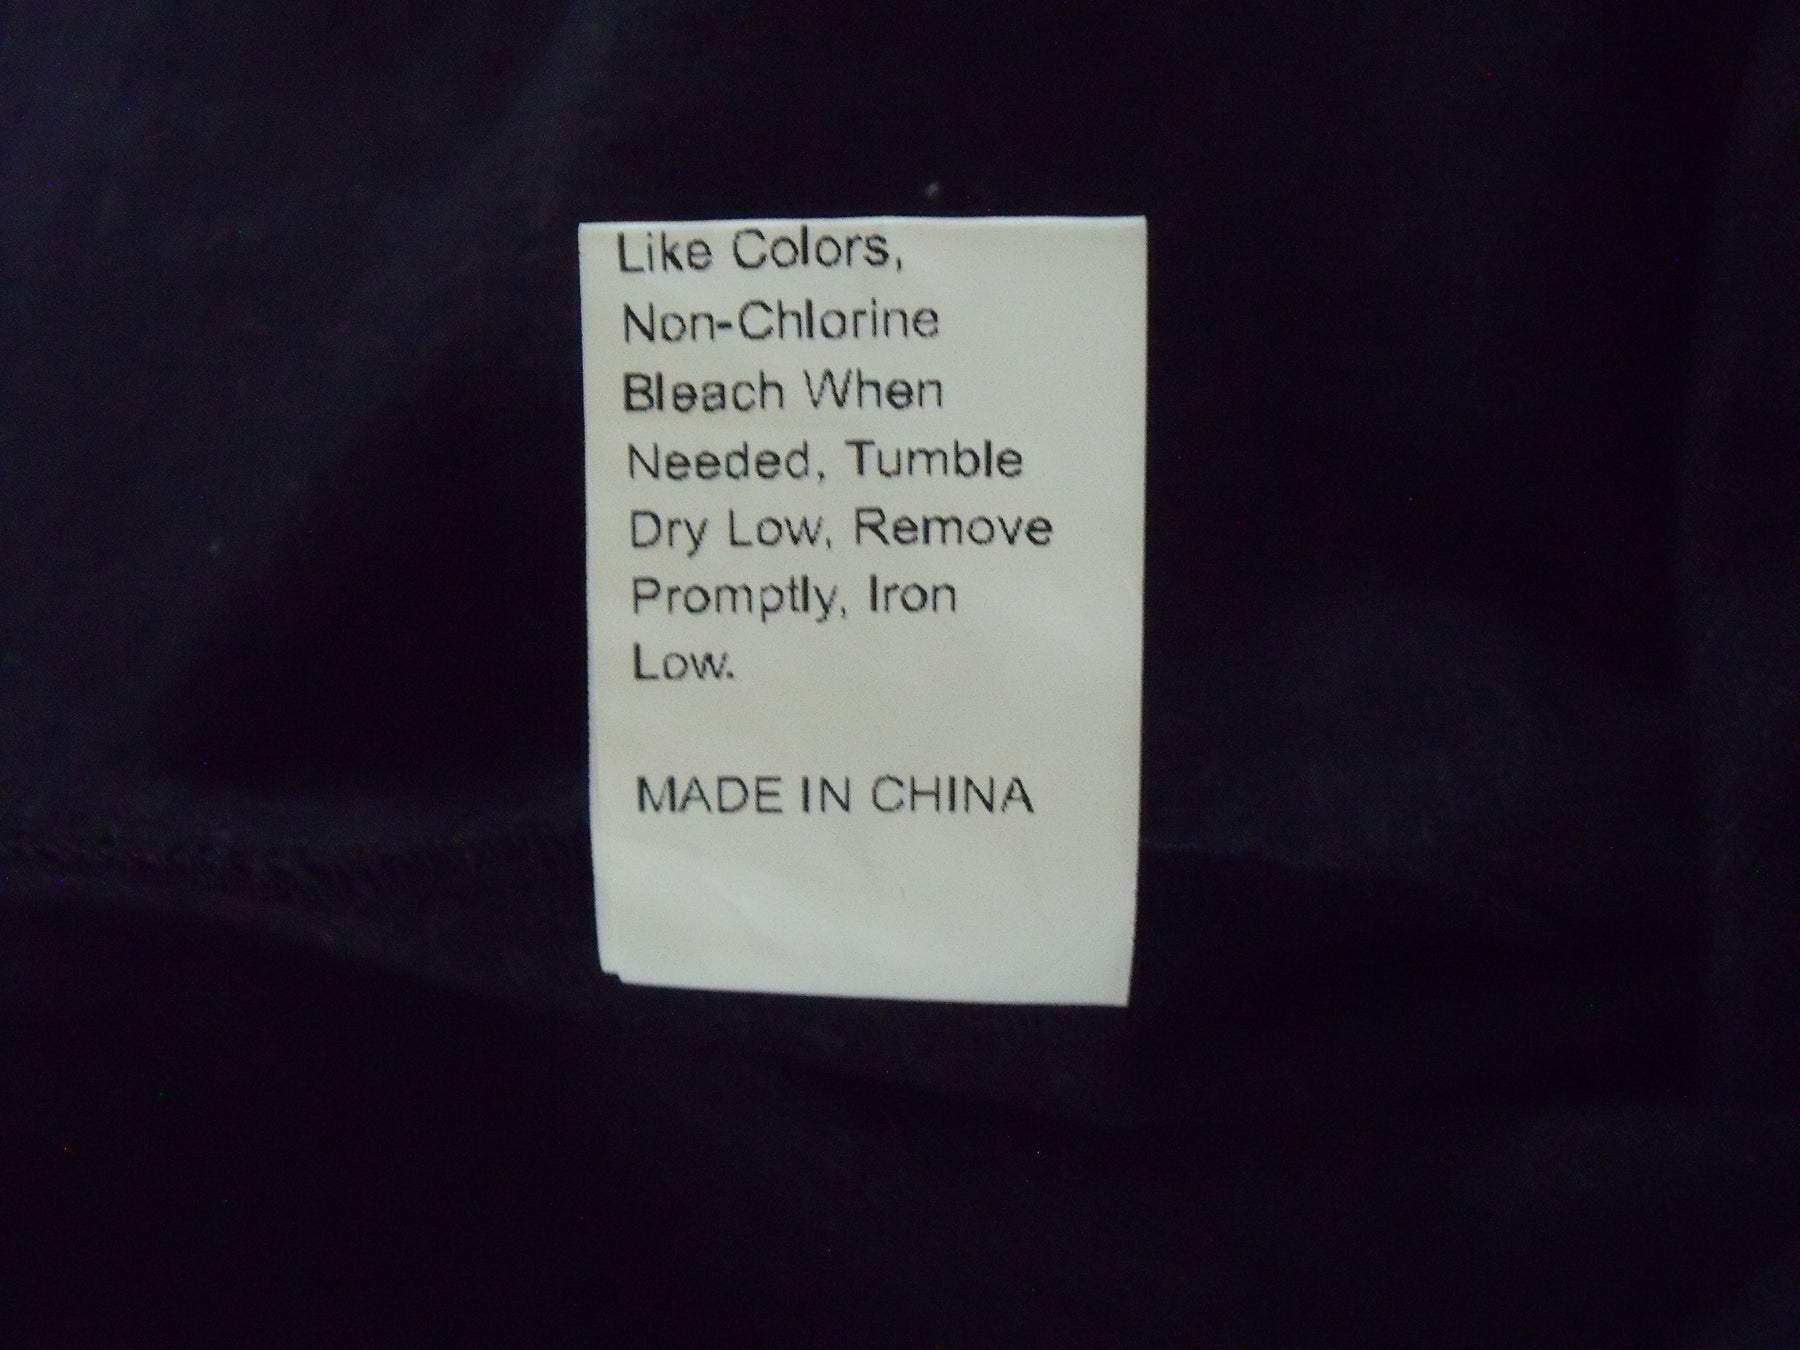 Like Colors,
Non-Chlorine
Bleach When
Needed, Tumble
Dry Low, Remove
Promptly, Iron
Low.
MADE IN CHINA